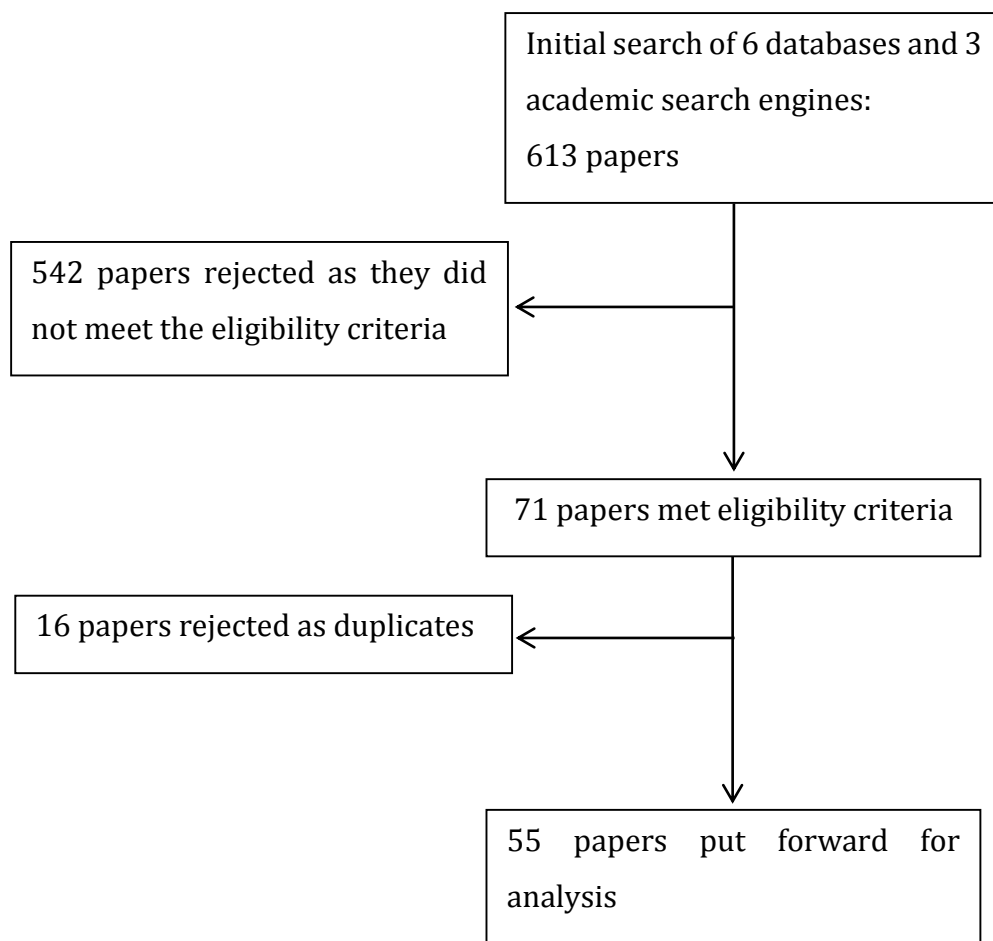 Initial search of 6 databases and 3
academic search engines:
613 papers
542 papers rejected as they did
not meet the eligibility criteria
71 papers met eligibility criteria
16 papers rejected as duplicates
55 papers put forward for
analysis